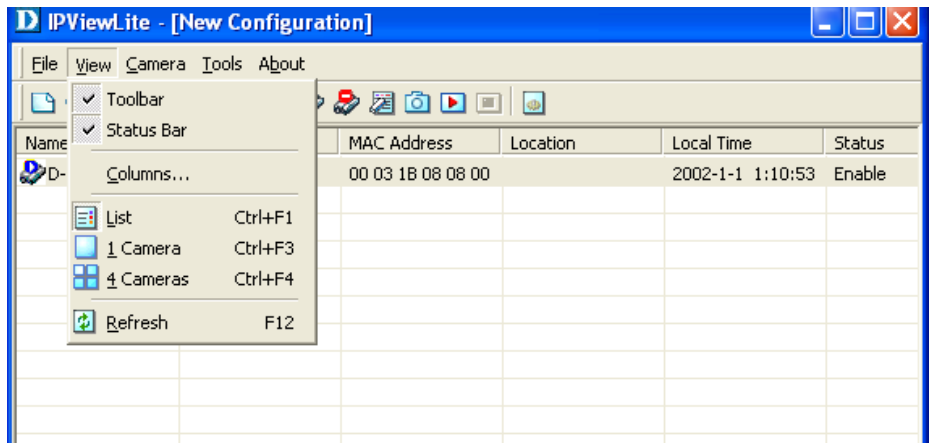 D IPViewLite - [New Configuration]
File View Camera Tools About
Toolbar
Status Bar
Columns...
List Ctrl+F1
1 Camera Ctrl+F3
4 Cameras Ctrl+F4
Refresh F12
Name MAC Address Location Local Time Status
D- 00 03 1B 08 08 00 2002-1-1 1:10:53 Enable